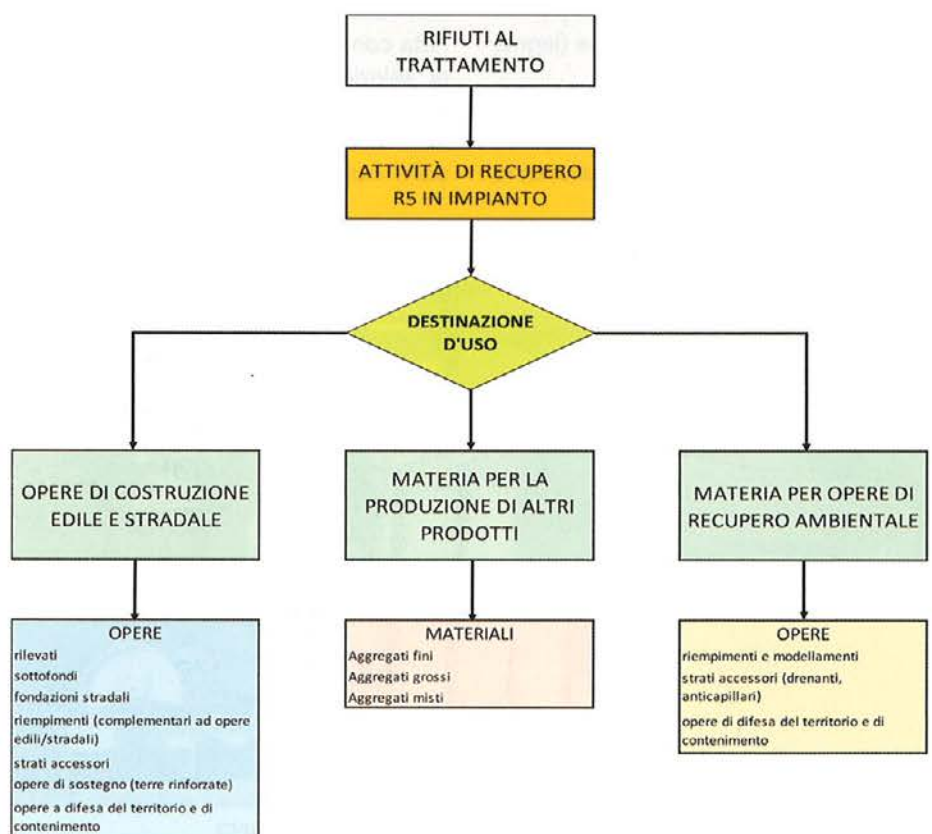 RIFIUTI AL
TRATTAMENTO
ATTIVITÀ DI RECUPERO
R5 IN IMPIANTO
DESTINAZIONE
D'USO
OPERE DI COSTRUZIONE
EDILE E STRADALE
MATERIA PER LA
PRODUZIONE DI ALTRI
PRODOTTI
MATERIA PER OPERE DI
RECUPERO AMBIENTALE
OPERE
rilevati
sottofondi
fondazioni stradali
riempimenti (complementari ad opere
edili/stradali)
strati accessori
opere di sostegno (terre rinforzate)
opere a difesa del territorio e di
contenimento
MATERIALI
Aggregati fini
Aggregati grossi
Aggregati misti
OPERE
riempimenti e modellamenti
strati accessori (drenanti,
anticapillari)
opere di difesa del territorio e di
contenimento